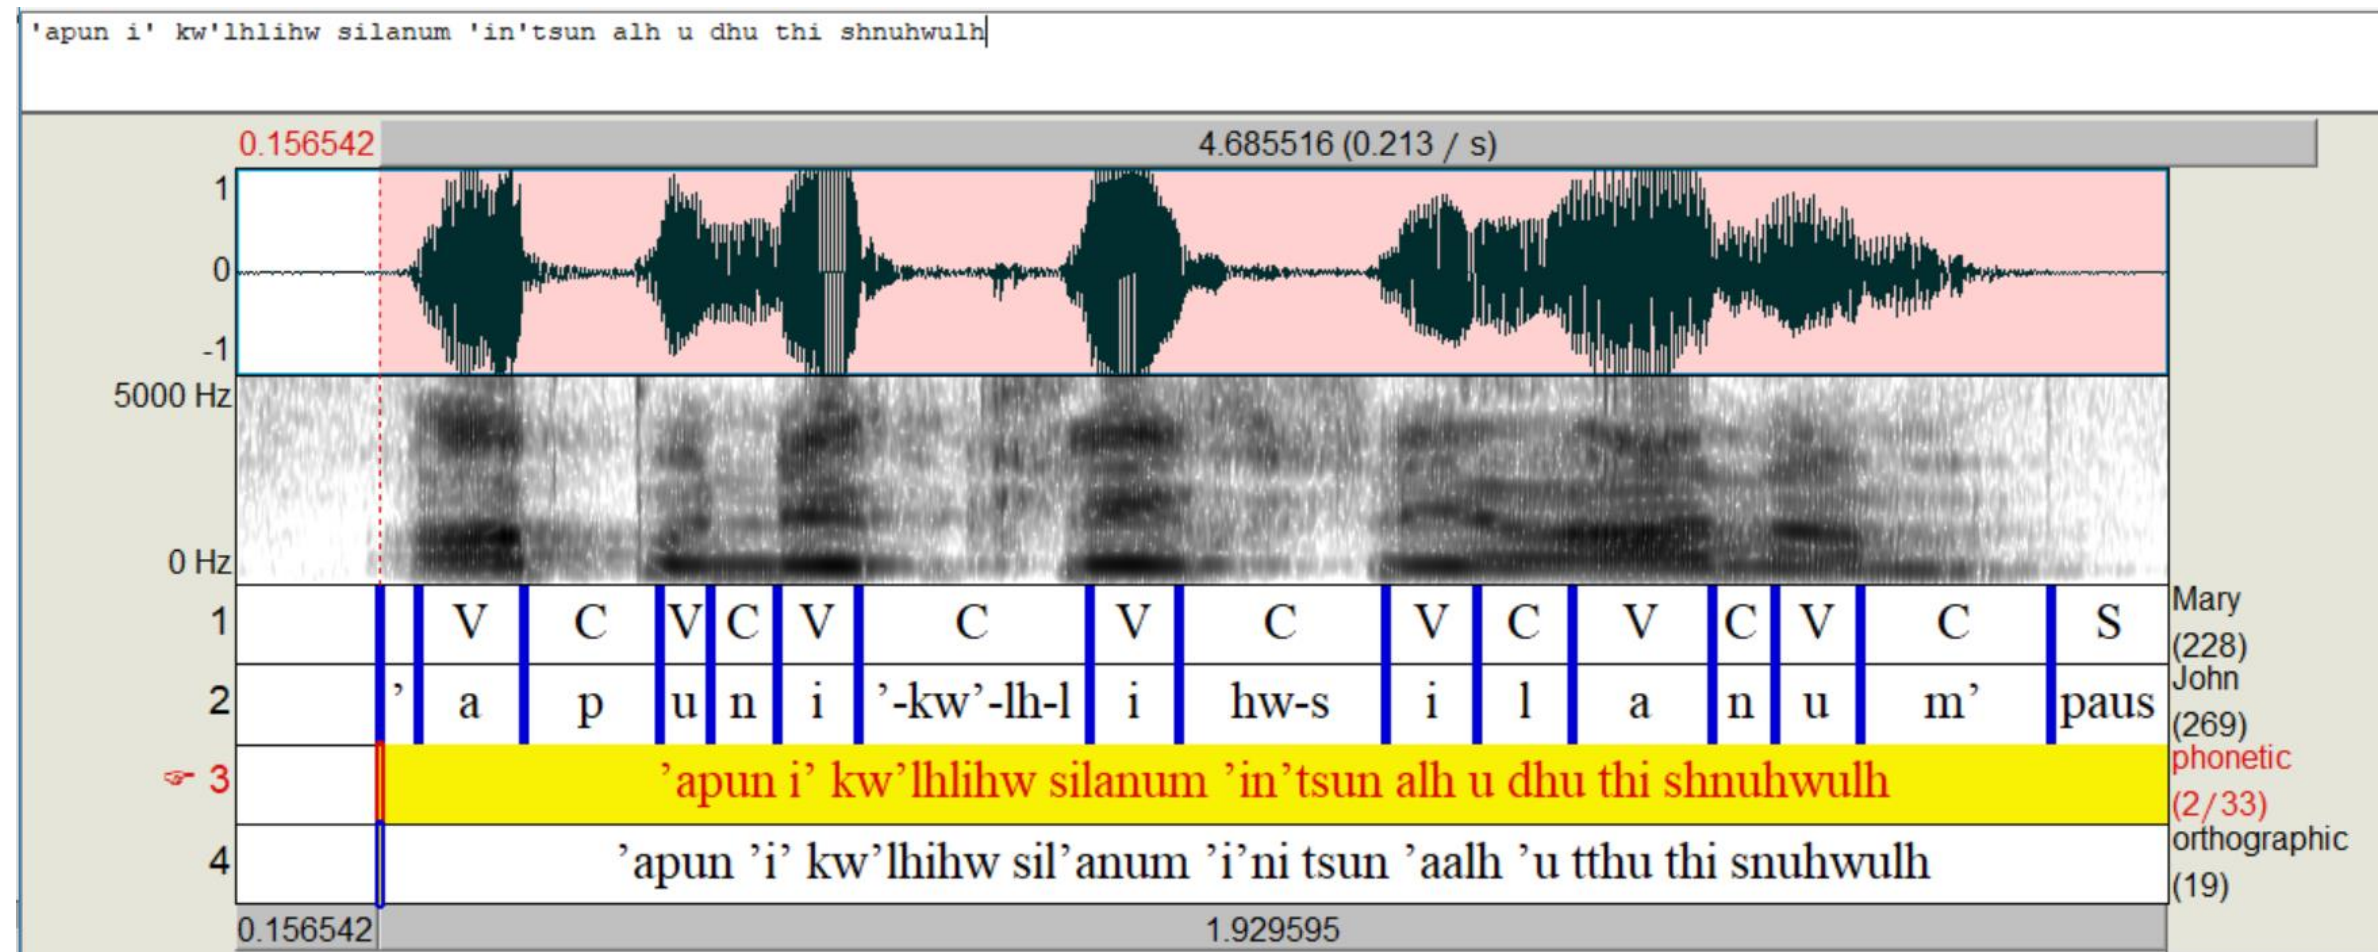 'apun i' kw'lhlihw silanum 'in'tsun alh u dhu thi shnuhwulh
0.156542 4.685516 (0.213 / s)
1
0
-1
5000 Hz
0 Hz
1 V C V C V C V C V C V C V C S Mary (228)
2 ’ a p u n i ’-kw’-lh-l i hw-s i l a n u m’ paus John (269)
☞ 3 ’apun i’ kw’lhlihw silanum ’in’tsun alh u dhu thi shnuhwulh phonetic (2/33)
4 ’apun ’i’ kw’lhihw sil’anum ’i’ni tsun ’aalh ’u tthu thi snuhwulh orthographic (19)
0.156542 1.929595